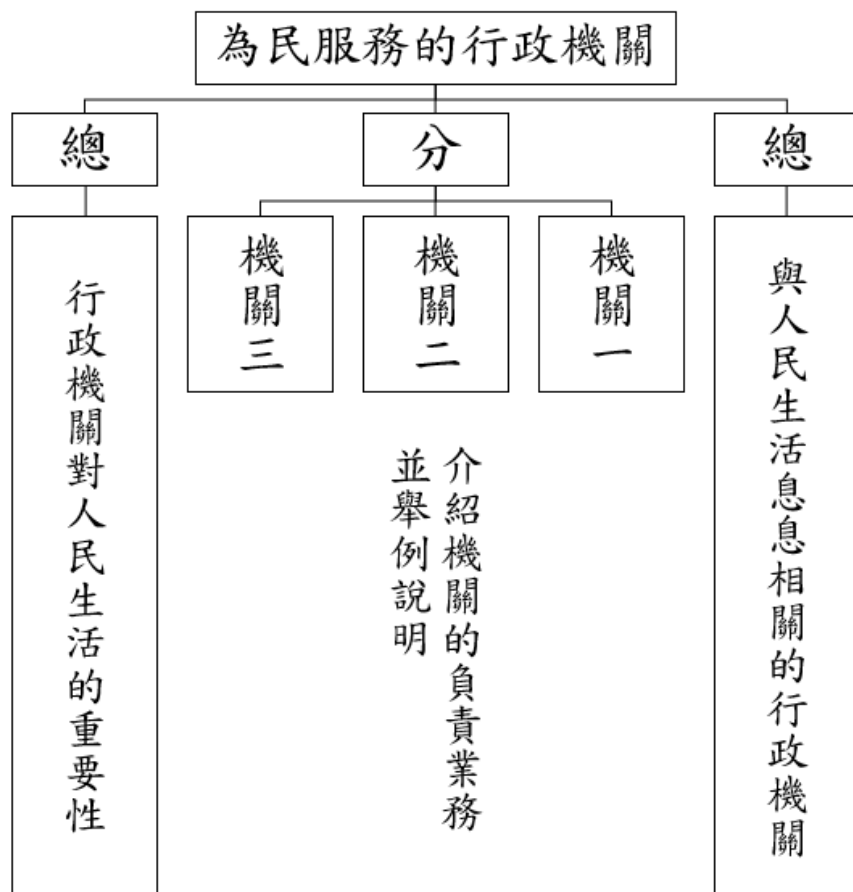 為民服務的行政機關
總
分
總
與人民生活息息相關的行政機關
機關一
機關二
機關三
介紹機關的負責業務
並舉例說明
行政機關對人民生活的重要性